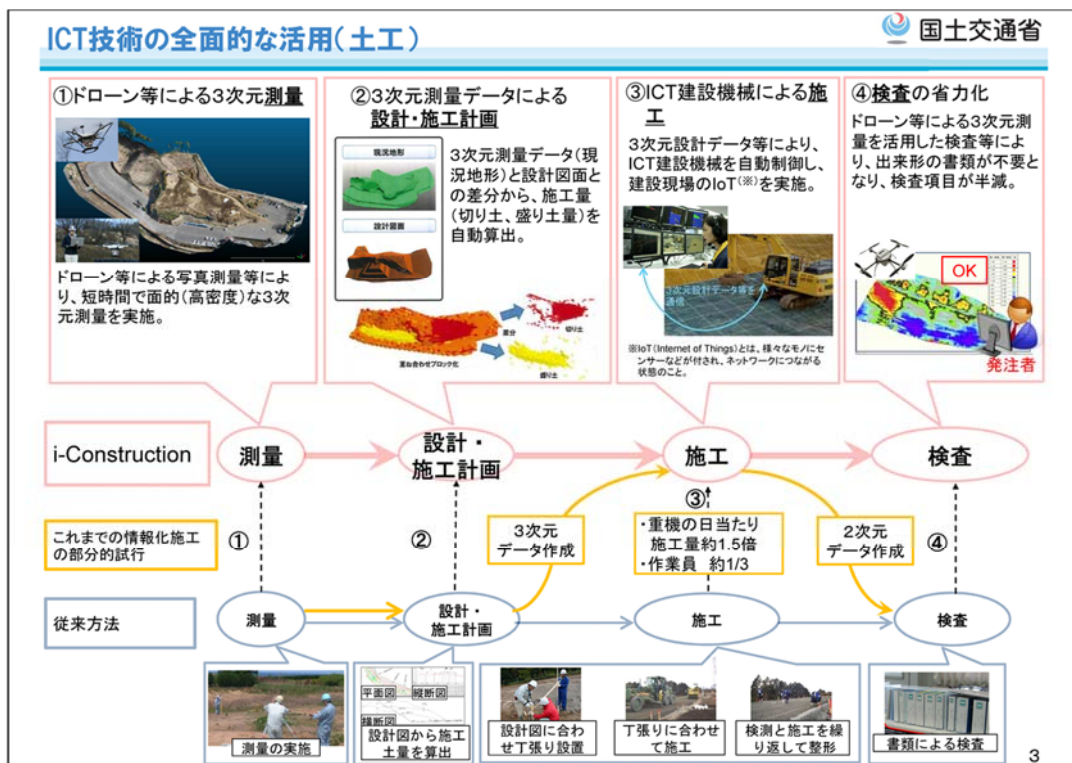 ICT技術の全面的な活用(土工)
国土交通省
①ドローン等による3次元測量
ドローン等による写真測量等によ
り、短時間で面的(高密度)な3次
元測量を実施。
②3次元測量データによる
設計・施工計画
現況地形
設計図面
3次元測量データ(現
況地形)と設計図面と
の差分から、施工量
(切り土、盛り土量)を
自動算出。
差分
切り土
重ね合わせブロック化
盛り土
③ICT建設機械による施
工
3次元設計データ等により、
ICT建設機械を自動制御し、
建設現場のIoT(※)を実施。
3次元設計データ等を
通信
※IoT(Internet of Things)とは、様々なモノにセ
ンサーなどが付され、ネットワークにつながる
状態のこと。
④検査の省力化
ドローン等による3次元測
量を活用した検査等によ
り、出来形の書類が不要と
なり、検査項目が半減。
OK
発注者
i-Construction
測量
設計・
施工計画
施工
検査
これまでの情報化施工
の部分的試行
①
②
3次元
データ作成
③
・重機の日当たり
施工量約1.5倍
・作業員 約1/3
2次元
データ作成
④
従来方法
測量
設計・
施工計画
施工
検査
測量の実施
平面図
縦断図
横断図
設計図から施工
土量を算出
設計図に合わ
せ丁張り設置
丁張りに合わせ
て施工
検測と施工を繰
り返して整形
書類による検査
3